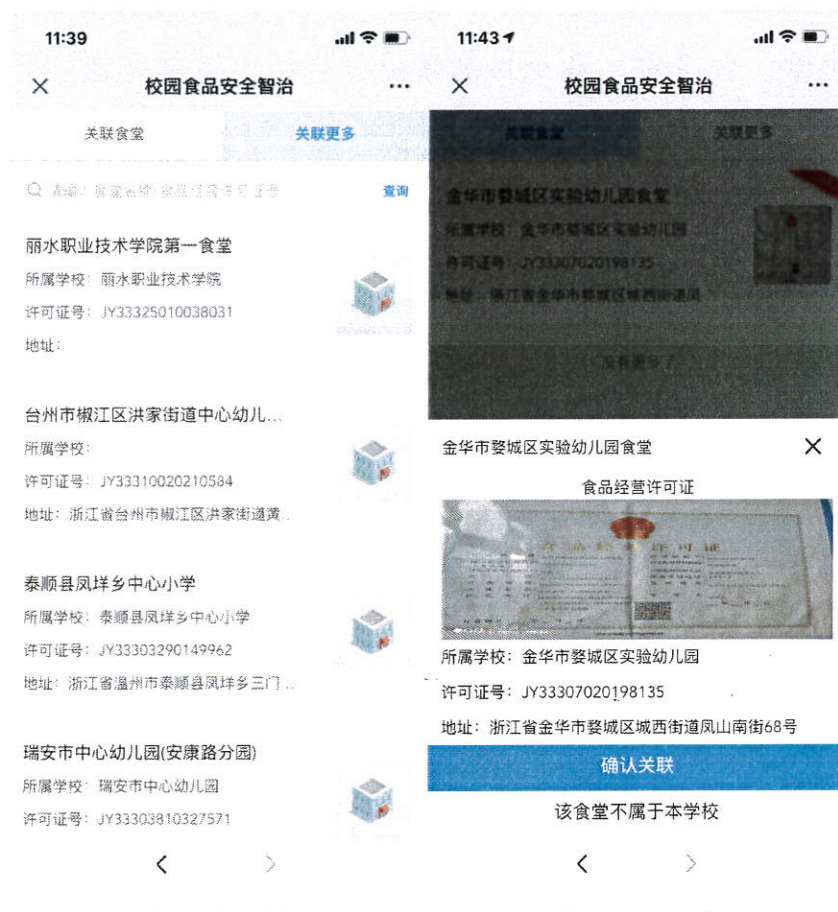 11:39
校园食品安全智治
关联食堂
关联更多
查询
丽水职业技术学院第一食堂
所属学校：丽水职业技术学院
许可证号：JY33325010038031
地址：
台州市椒江区洪家街道中心幼儿...
所属学校：
许可证号：JY33310020210584
地址：浙江省台州市椒江区洪家街道黄..
泰顺县凤垟乡中心小学
所属学校：泰顺县凤垟乡中心小学
许可证号：JY33303290149962
地址：浙江省温州市泰顺县凤垟乡三门..
瑞安市中心幼儿园(安康路分园)
所属学校：瑞安市中心幼儿园
许可证号：JY33303810327571
11:43
校园食品安全智治
关联食堂
关联更多
金华市婺城区实验幼儿园食堂
所属学校：金华市婺城区实验幼儿园
许可证号：JY33307020198135
地址：浙江省金华市婺城区城西街道凤
没有更多了
金华市婺城区实验幼儿园食堂
食品经营许可证
食品经营许可证
所属学校：金华市婺城区实验幼儿园
许可证号：JY33307020198135
地址：浙江省金华市婺城区城西街道凤山南街68号
确认关联
该食堂不属于本学校